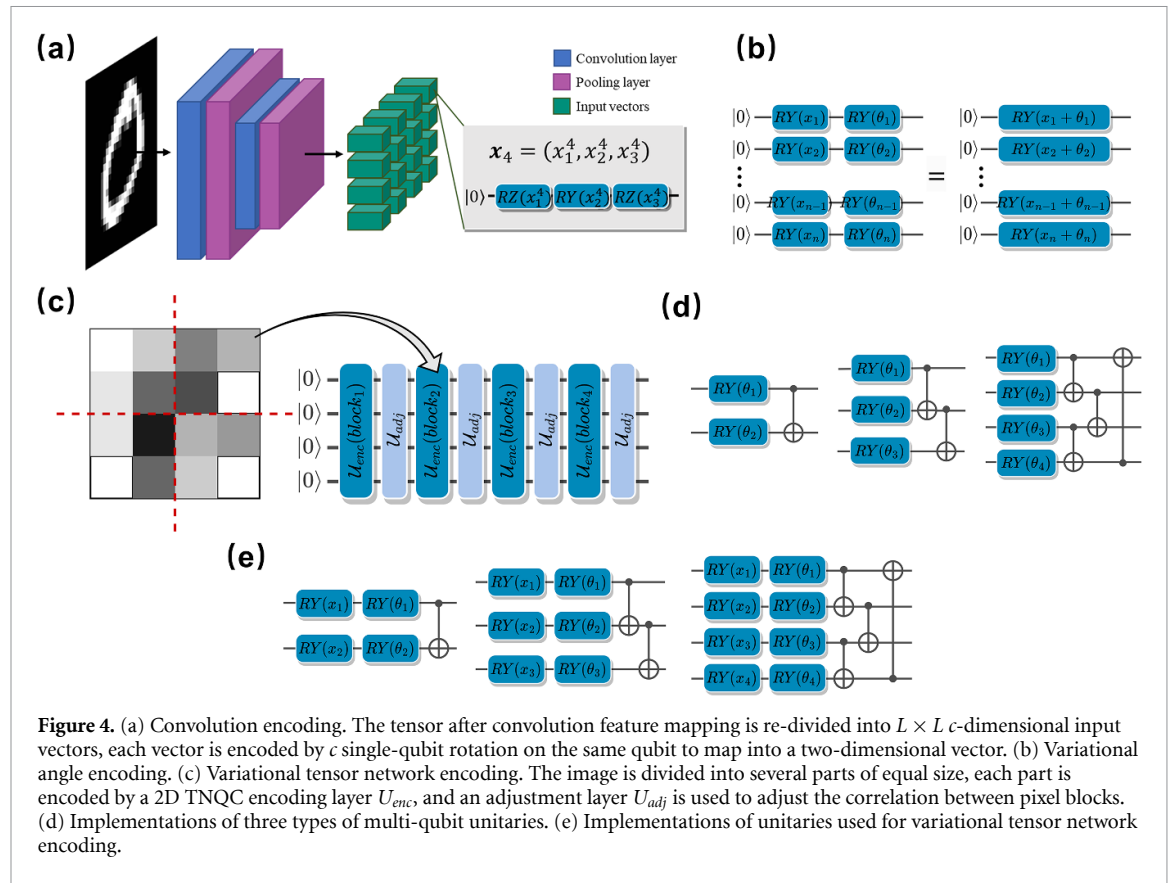 (a)
Convolution layer
Pooling layer
Input vectors
𝒙₄ = (x₁⁴, x₂⁴, x₃⁴)
|0⟩ RZ(x₁⁴) RY(x₂⁴) RZ(x₃⁴)
(b)
|0⟩ RY(x₁) RY(θ₁) |0⟩ RY(x₁ + θ₁)
|0⟩ RY(x₂) RY(θ₂) |0⟩ RY(x₂ + θ₂)
⋮ = ⋮
|0⟩ RY(xₙ₋₁) RY(θₙ₋₁) |0⟩ RY(xₙ₋₁ + θₙ₋₁)
|0⟩ RY(xₙ) RY(θₙ) |0⟩ RY(xₙ + θₙ)
(c)
|0⟩
|0⟩
|0⟩
|0⟩
𝒰enc(block₁)
𝒰adj
𝒰enc(block₂)
𝒰adj
𝒰enc(block₃)
𝒰adj
𝒰enc(block₄)
𝒰adj
(d)
RY(θ₁)
RY(θ₂)
RY(θ₁)
RY(θ₂)
RY(θ₃)
RY(θ₁)
RY(θ₂)
RY(θ₃)
RY(θ₄)
(e)
RY(x₁) RY(θ₁)
RY(x₂) RY(θ₂)
RY(x₁) RY(θ₁)
RY(x₂) RY(θ₂)
RY(x₃) RY(θ₃)
RY(x₁) RY(θ₁)
RY(x₂) RY(θ₂)
RY(x₃) RY(θ₃)
RY(x₄) RY(θ₄)
Figure 4. (a) Convolution encoding. The tensor after convolution feature mapping is re-divided into L × L c-dimensional input
vectors, each vector is encoded by c single-qubit rotation on the same qubit to map into a two-dimensional vector. (b) Variational
angle encoding. (c) Variational tensor network encoding. The image is divided into several parts of equal size, each part is
encoded by a 2D TNQC encoding layer Uenc, and an adjustment layer Uadj is used to adjust the correlation between pixel blocks.
(d) Implementations of three types of multi-qubit unitaries. (e) Implementations of unitaries used for variational tensor network
encoding.